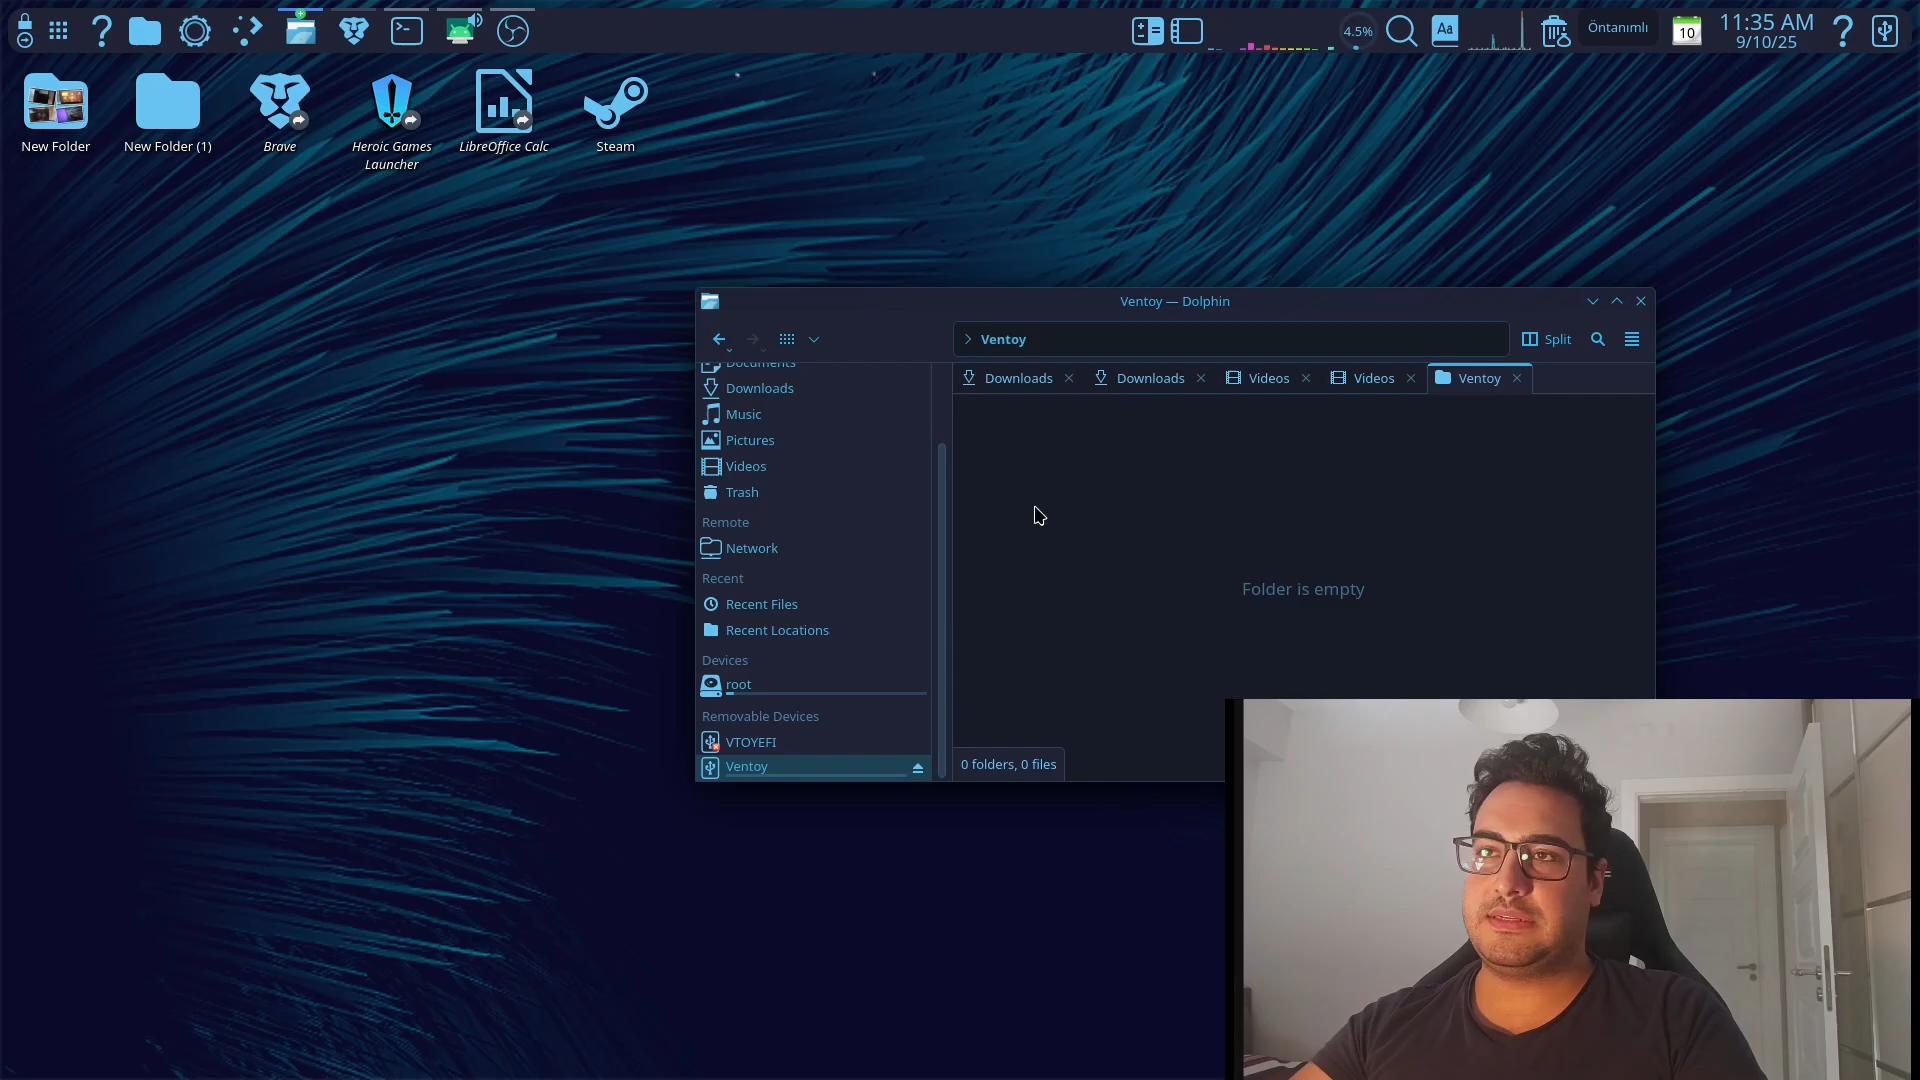 4.5%
Aa
Öntanımlı
10
11:35 AM
9/10/25
New Folder
New Folder (1)
Brave
Heroic Games
Launcher
LibreOffice Calc
Steam
Ventoy — Dolphin
Ventoy
Split
Documents
Downloads
Music
Pictures
Videos
Trash
Remote
Network
Recent
Recent Files
Recent Locations
Devices
root
Removable Devices
VTOYEFI
Ventoy
Downloads
Downloads
Videos
Videos
Ventoy
Folder is empty
0 folders, 0 files